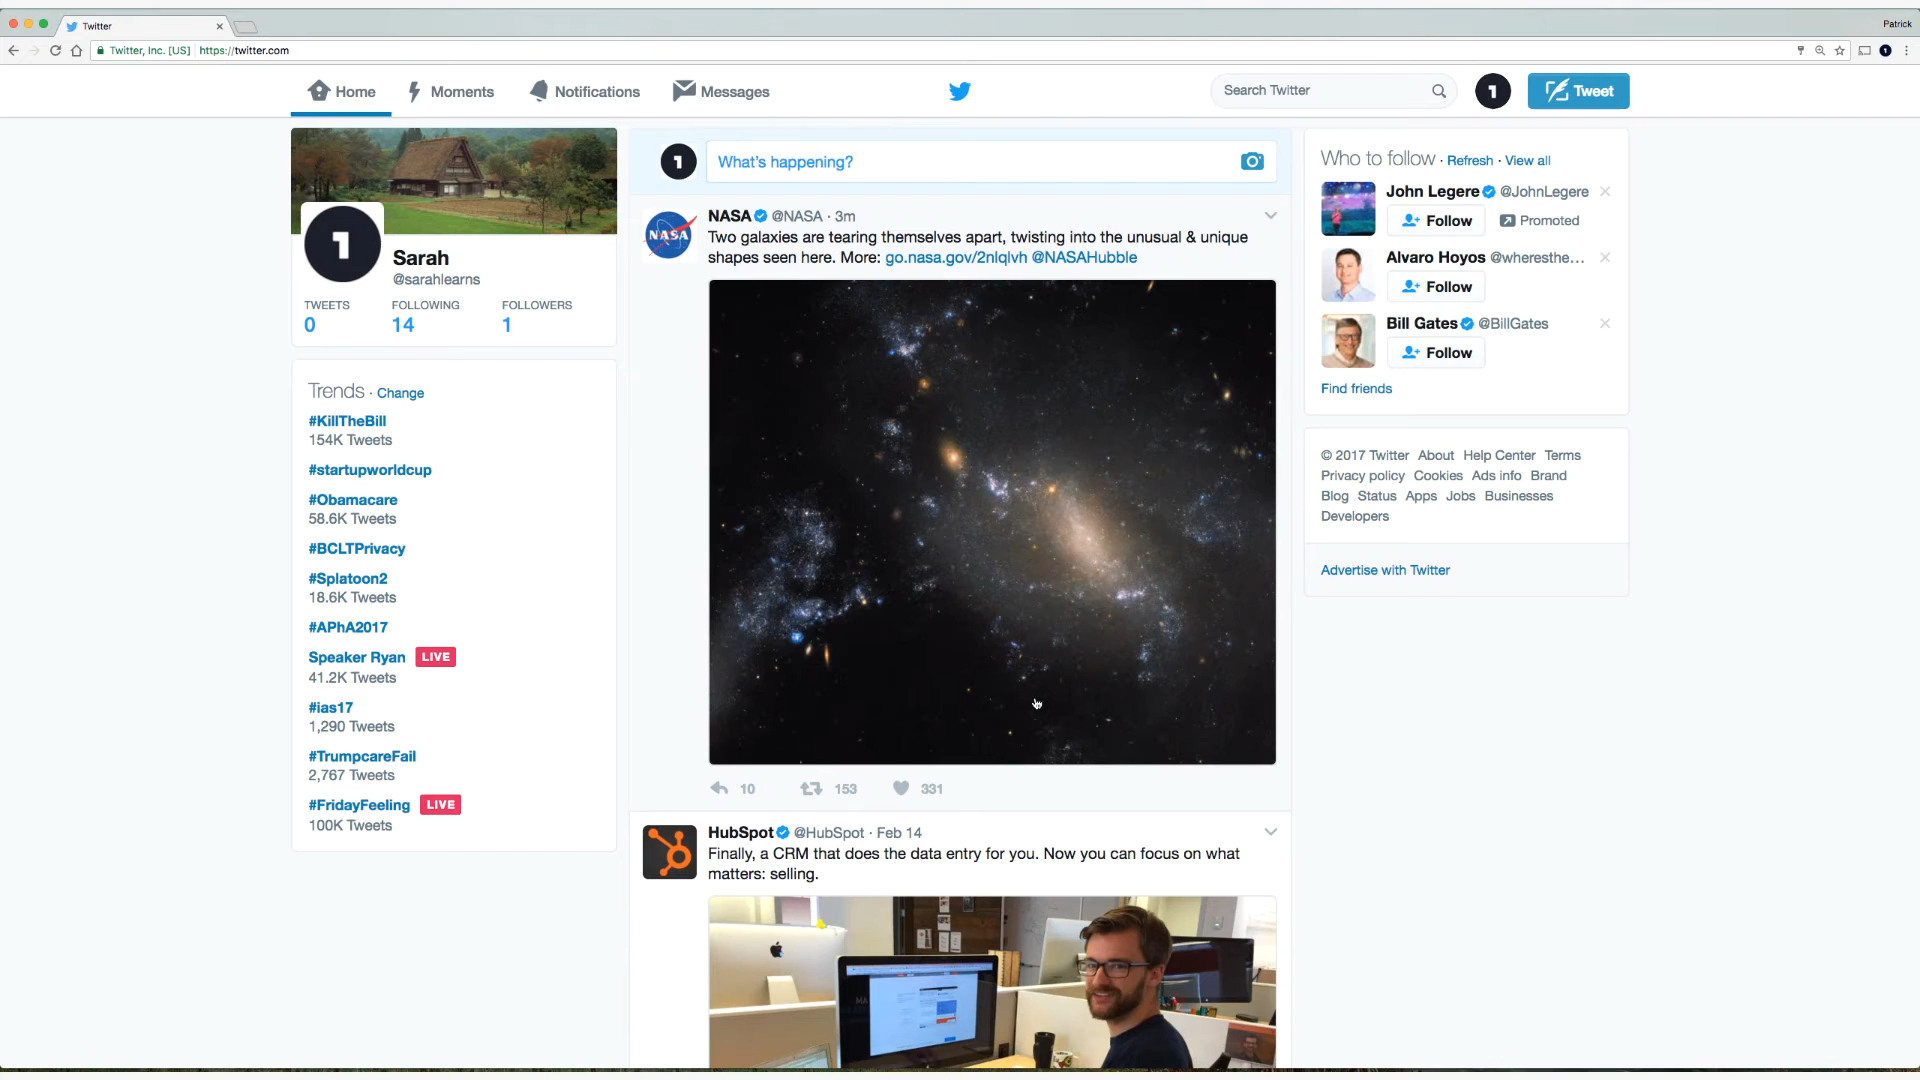 Twitter
Patrick
Twitter, Inc. [US] https://twitter.com
Home Moments Notifications Messages
Search Twitter
1
Tweet
1
Sarah
@sarahlearns
TWEETS FOLLOWING FOLLOWERS
0 14 1
Trends · Change
#KillTheBill
154K Tweets
#startupworldcup
#Obamacare
58.6K Tweets
#BCLTPrivacy
#Splatoon2
18.6K Tweets
#APhA2017
Speaker Ryan LIVE
41.2K Tweets
#ias17
1,290 Tweets
#TrumpcareFail
2,767 Tweets
#FridayFeeling LIVE
100K Tweets
1
What's happening?
NASA
NASA @NASA · 3m
Two galaxies are tearing themselves apart, twisting into the unusual & unique
shapes seen here. More: go.nasa.gov/2nlqlvh @NASAHubble
10 153 331
HubSpot @HubSpot · Feb 14
Finally, a CRM that does the data entry for you. Now you can focus on what
matters: selling.
Who to follow · Refresh · View all
John Legere @JohnLegere
Follow Promoted
Alvaro Hoyos @wheresthe...
Follow
Bill Gates @BillGates
Follow
Find friends
© 2017 Twitter About Help Center Terms
Privacy policy Cookies Ads info Brand
Blog Status Apps Jobs Businesses
Developers
Advertise with Twitter